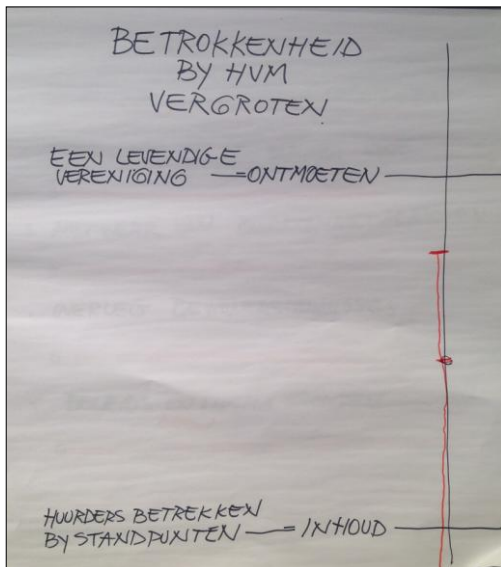 BETROKKENHEID
BY HVM
VERGROTEN
EEN LEVENDIGE
VERENIGING — = ONTMOETEN —
HUURDERS BETREKKEN
BY STANDPUNTEN — = INHOUD —